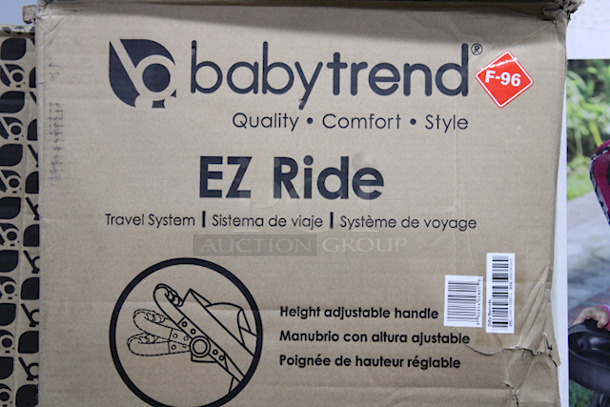 babytrend®
F-96
Quality • Comfort • Style
EZ Ride
Travel System | Sistema de viaje | Système de voyage
AUCTION GROUP
Height adjustable handle
Manubrio con altura ajustable
Poignée de hauteur réglable